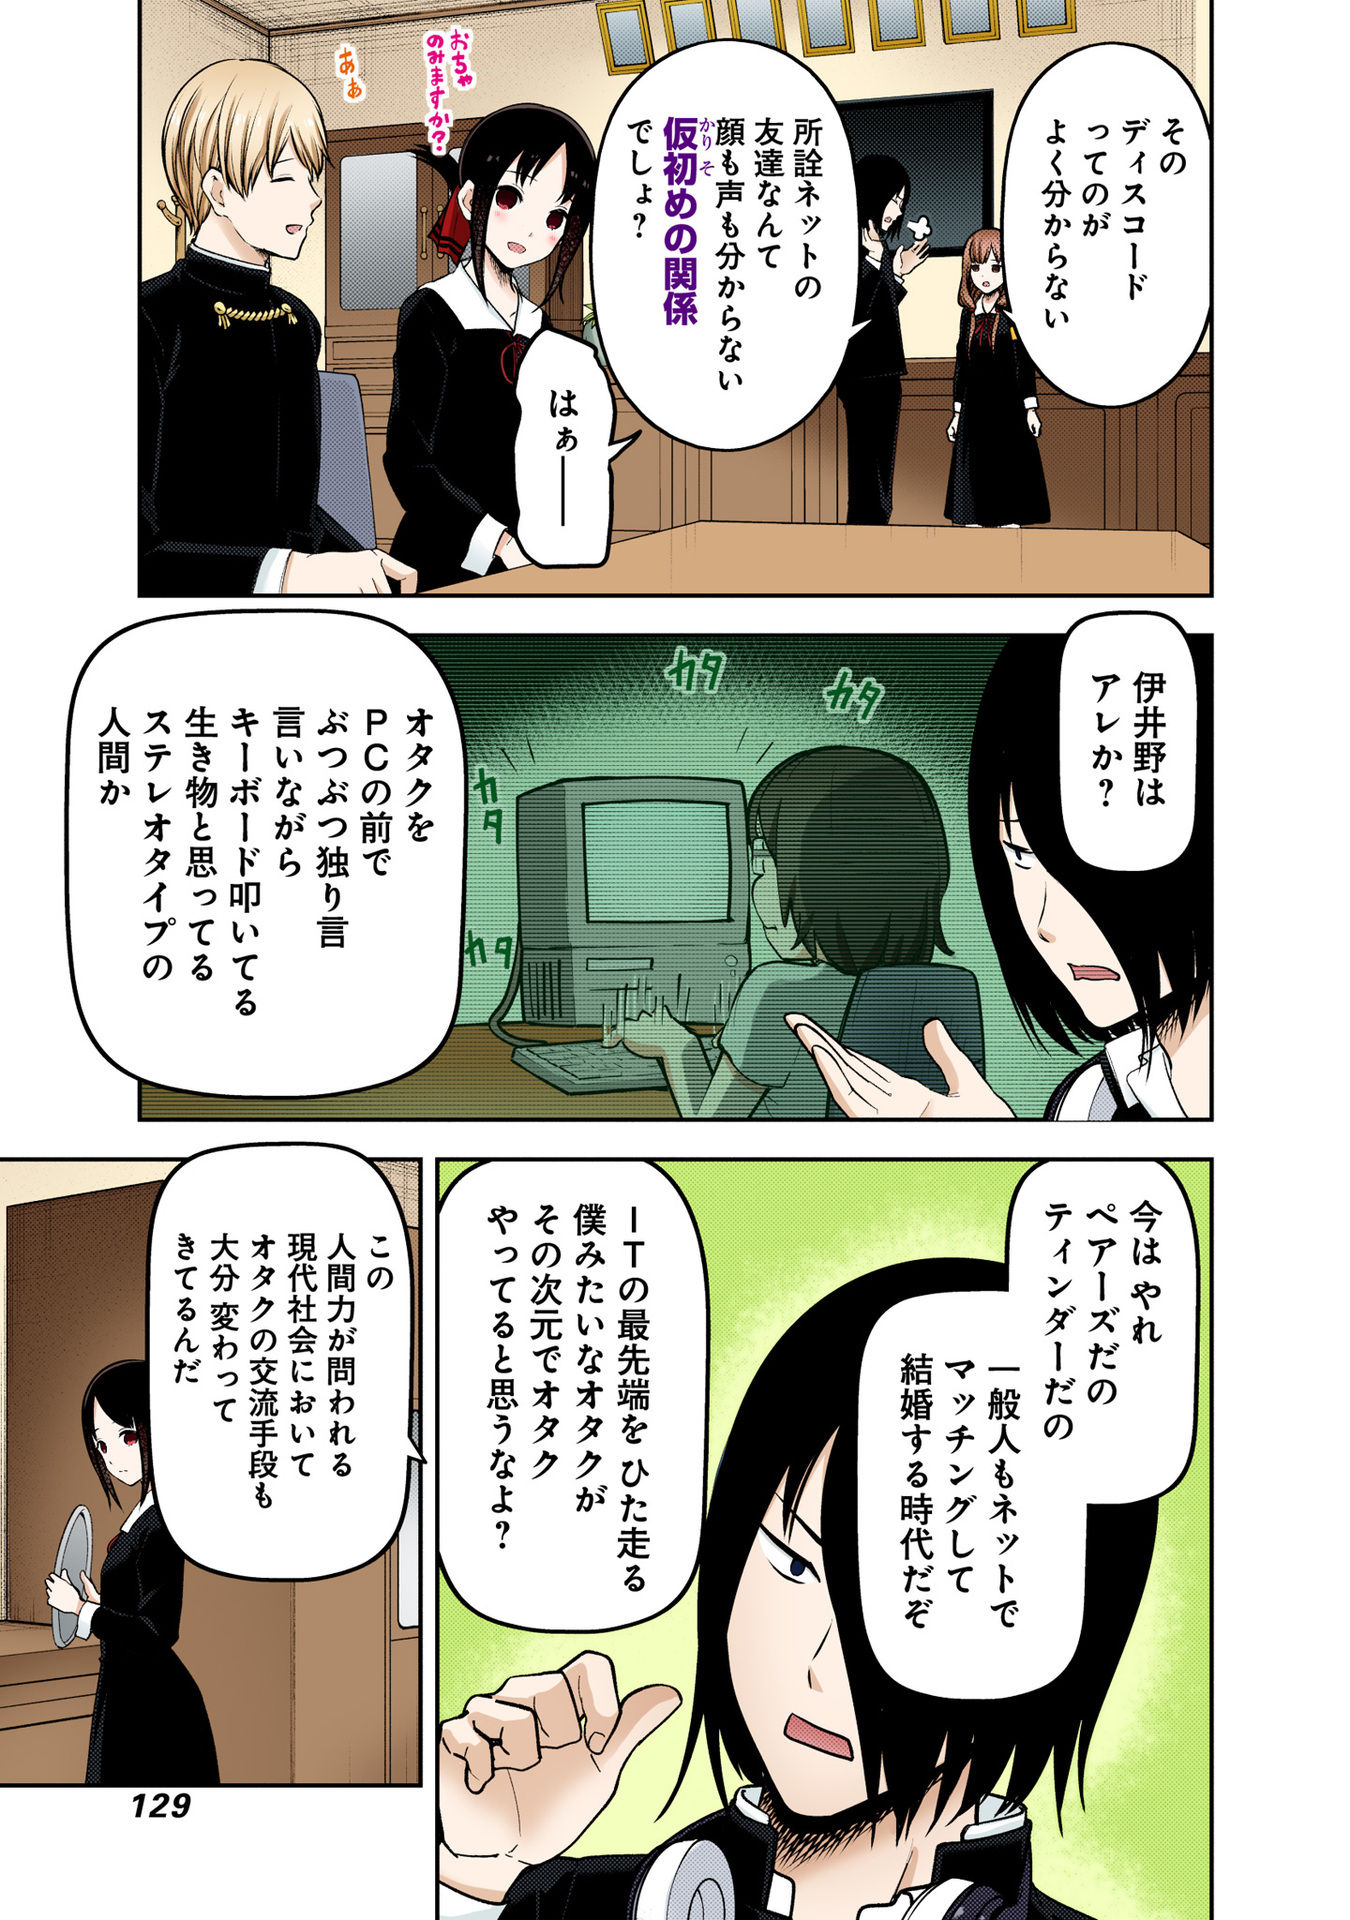 その
ディスコード
ってのが
よく分からない
所詮ネットの
友達なんて
顔も声も分からない
仮初めの関係
かりそ
でしょ?
はぁー
おちゃ
のみますか?
あぁ
伊井野は
アレか?
カタ
カタ
カタ
カタ
オタクを
PCの前で
ぶつぶつ独り言
言いながら
キーボード叩いてる
生き物と思ってる
ステレオタイプの
人間か
今は やれ
ペアーズだの
ティンダーだの
一般人もネットで
マッチングして
結婚する時代だぞ
ITの最先端を ひた走る
僕みたいなオタクが
その次元でオタク
やってると思うなよ?
この
人間力が問われる
現代社会において
オタクの交流手段も
大分 変わって
きてるんだ
129